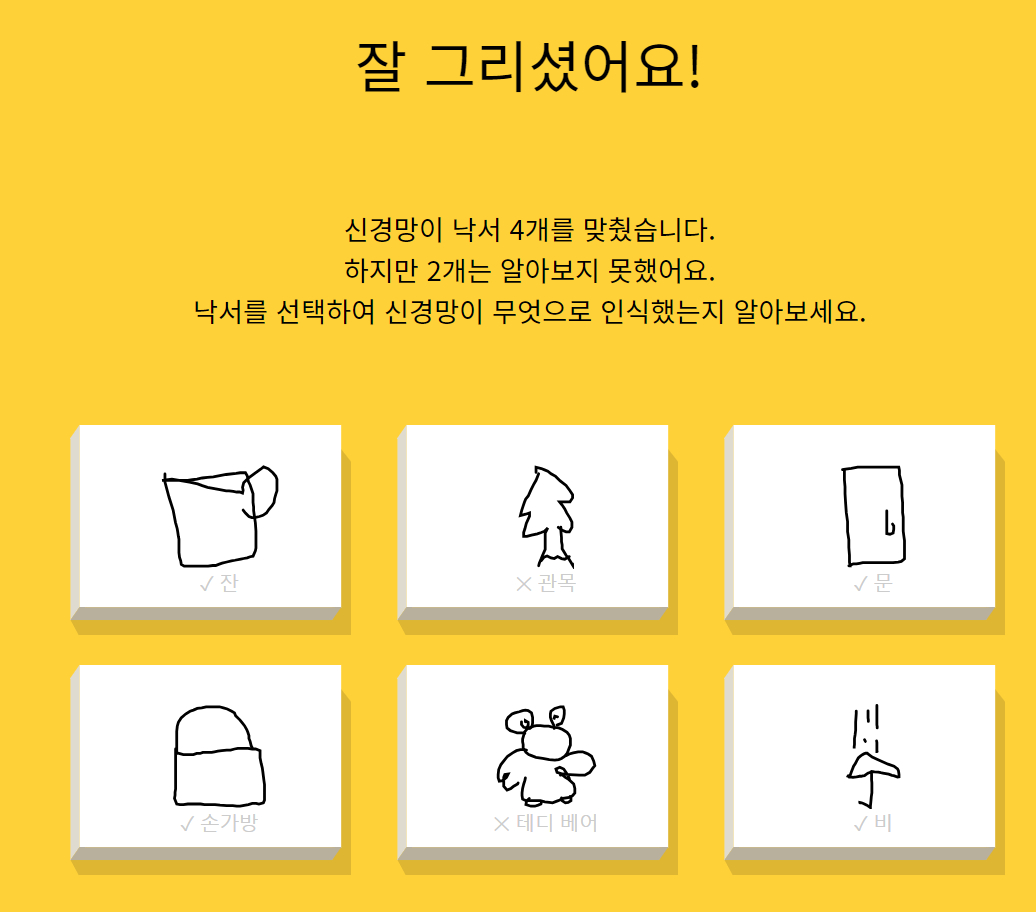 잘 그리셨어요!
신경망이 낙서 4개를 맞췄습니다.
하지만 2개는 알아보지 못했어요.
낙서를 선택하여 신경망이 무엇으로 인식했는지 알아보세요.
✓ 잔
✕ 관목
✓ 문
✓ 손가방
✕ 테디 베어
✓ 비